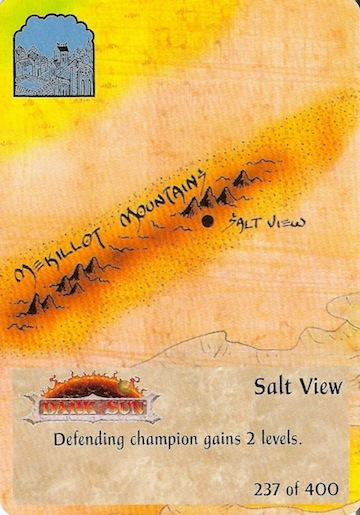 MEKILLOT MOUNTAINS
SALT VIEW
DARK SUN
Salt View
Defending champion gains 2 levels.
237 of 400